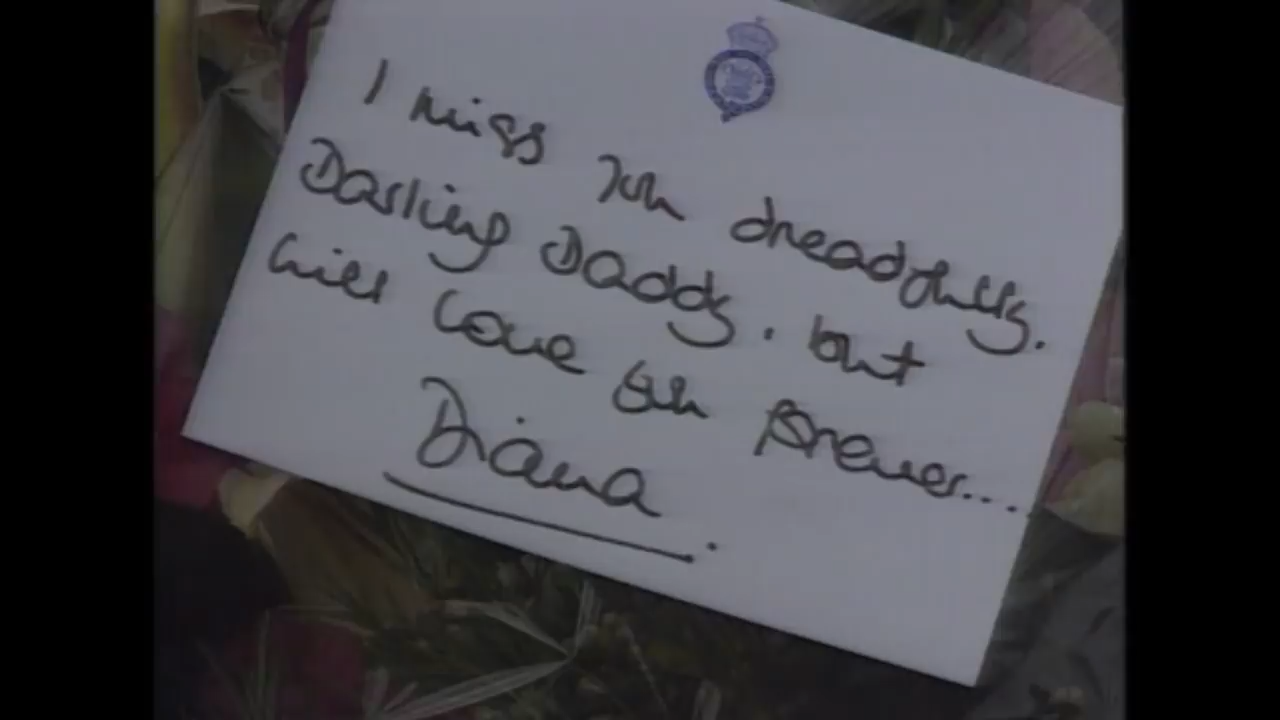 I miss you dreadfully.
Darling Daddy, but
will love you forever....
Diana.